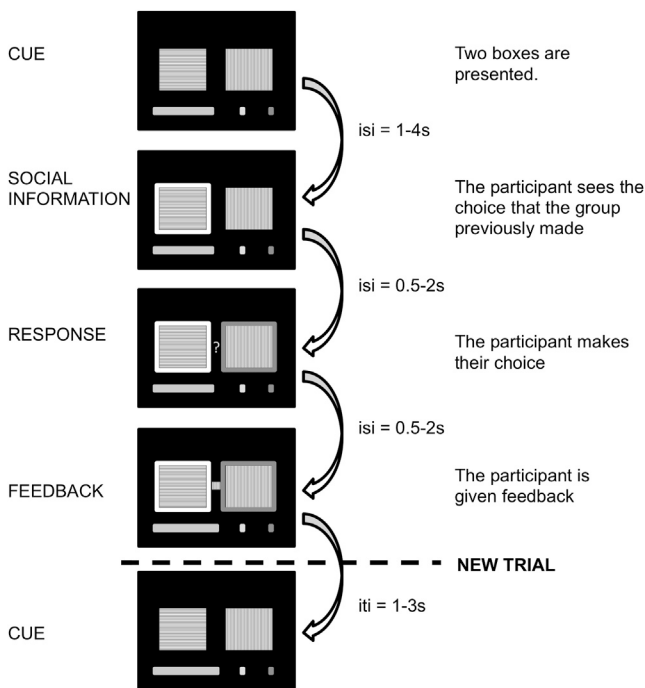 CUE
Two boxes are
presented.
isi = 1-4s
SOCIAL
INFORMATION
The participant sees the
choice that the group
previously made
isi = 0.5-2s
RESPONSE
?
The participant makes
their choice
isi = 0.5-2s
FEEDBACK
The participant is
given feedback
NEW TRIAL
iti = 1-3s
CUE